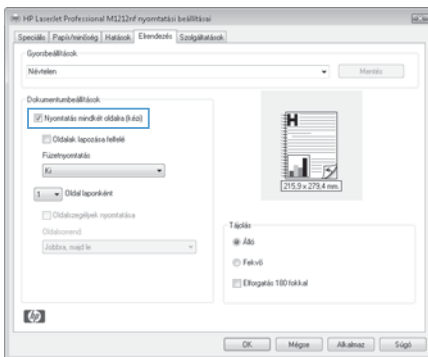 HP LaserJet Professional M1212nf nyomtatási beállításai
Speciális Papír/minőség Hatások Elrendezés Szolgáltatások
Gyorsbeállítások
Névtelen
Mentés
Dokumentumbeállítások
Nyomtatás mindkét oldalra (kézi)
Oldalak lapozása felfelé
Füzetnyomtatás
Ki
1 Oldal laponként
Oldalszegélyek nyomtatása
Oldalsorrend
Jobbra, majd le
215,9 × 279,4 mm.
Tájolás
Álló
Fekvő
Elforgatás 180 fokkal
hp
OK Mégse Alkalmaz Súgó